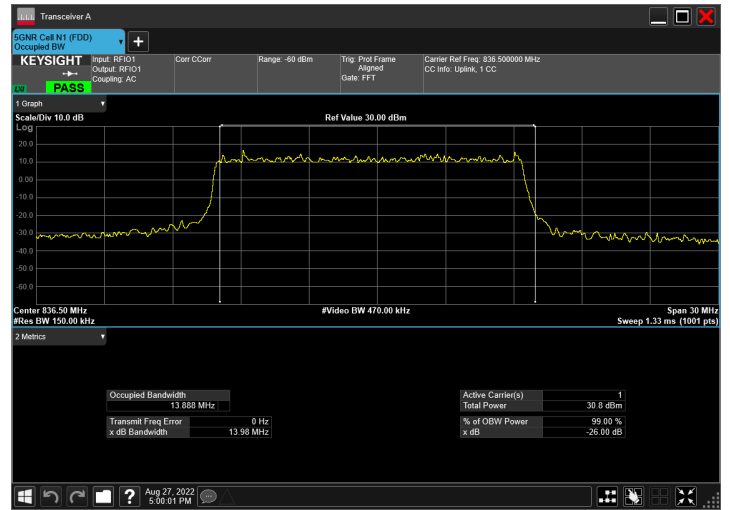 Transceiver A
5GNR Cell N1 (FDD)
Occupied BW
KEYSIGHT
LXI
PASS
Input: RFIO1
Output: RFIO1
Coupling: AC
Corr CCorr
Range: -60 dBm
Trig: Prot Frame
Aligned
Gate: FFT
Carrier Ref Freq: 836.500000 MHz
CC Info: Uplink, 1 CC
1 Graph
Scale/Div 10.0 dB
Ref Value 30.00 dBm
Log
20.0
10.0
0.00
-10.0
-20.0
-30.0
-40.0
-50.0
-60.0
Center 836.50 MHz
#Video BW 470.00 kHz
Span 30 MHz
#Res BW 150.00 kHz
Sweep 1.33 ms (1001 pts)
2 Metrics
Occupied Bandwidth
13.888 MHz
Transmit Freq Error 0 Hz
x dB Bandwidth 13.98 MHz
Active Carrier(s) 1
Total Power 30.8 dBm
% of OBW Power 99.00 %
x dB -26.00 dB
?
Aug 27, 2022
5:00:01 PM